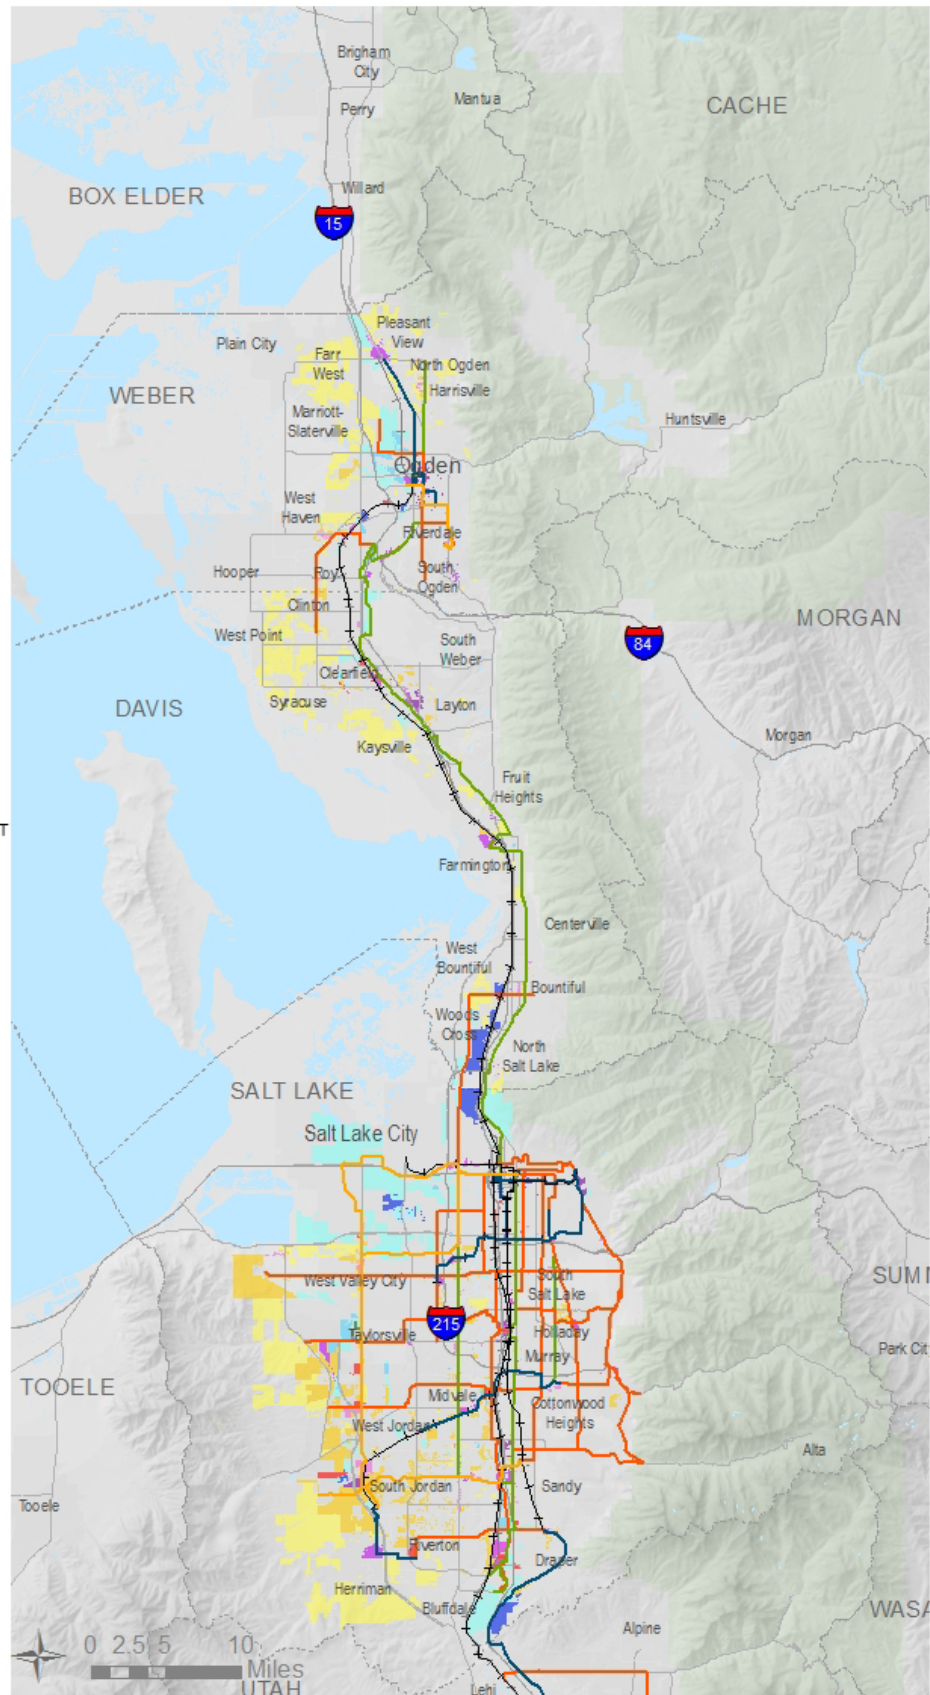 Brigham
City
CACHE
Mantua
Perry
BOX ELDER
Willard
15
Pleasant
View
Plain City
Farr
West
North Ogden
WEBER
Harrisville
Marriott-
Slaterville
Huntsville
Ogden
West
Haven
Riverdale
Hooper
Roy
South
Ogden
Clinton
MORGAN
West Point
South
Weber
84
Clearfield
Syracuse
Layton
DAVIS
Morgan
Kaysville
Fruit
Heights
T
Farmington
Centerville
West
Bountiful
Bountiful
Woods
Cross
North
Salt Lake
SALT LAKE
Salt Lake City
West Valley City
South
Salt Lake
SUMM
215
Taylorsville
Holladay
Murray
Park Cit
TOOELE
Midvale
Cottonwood
Heights
West Jordan
Alta
South Jordan
Sandy
Tooele
Riverton
Draper
Herriman
Bluffdale
WASA
Alpine
0 2.5 5 10
Miles
UTAH
Lehi